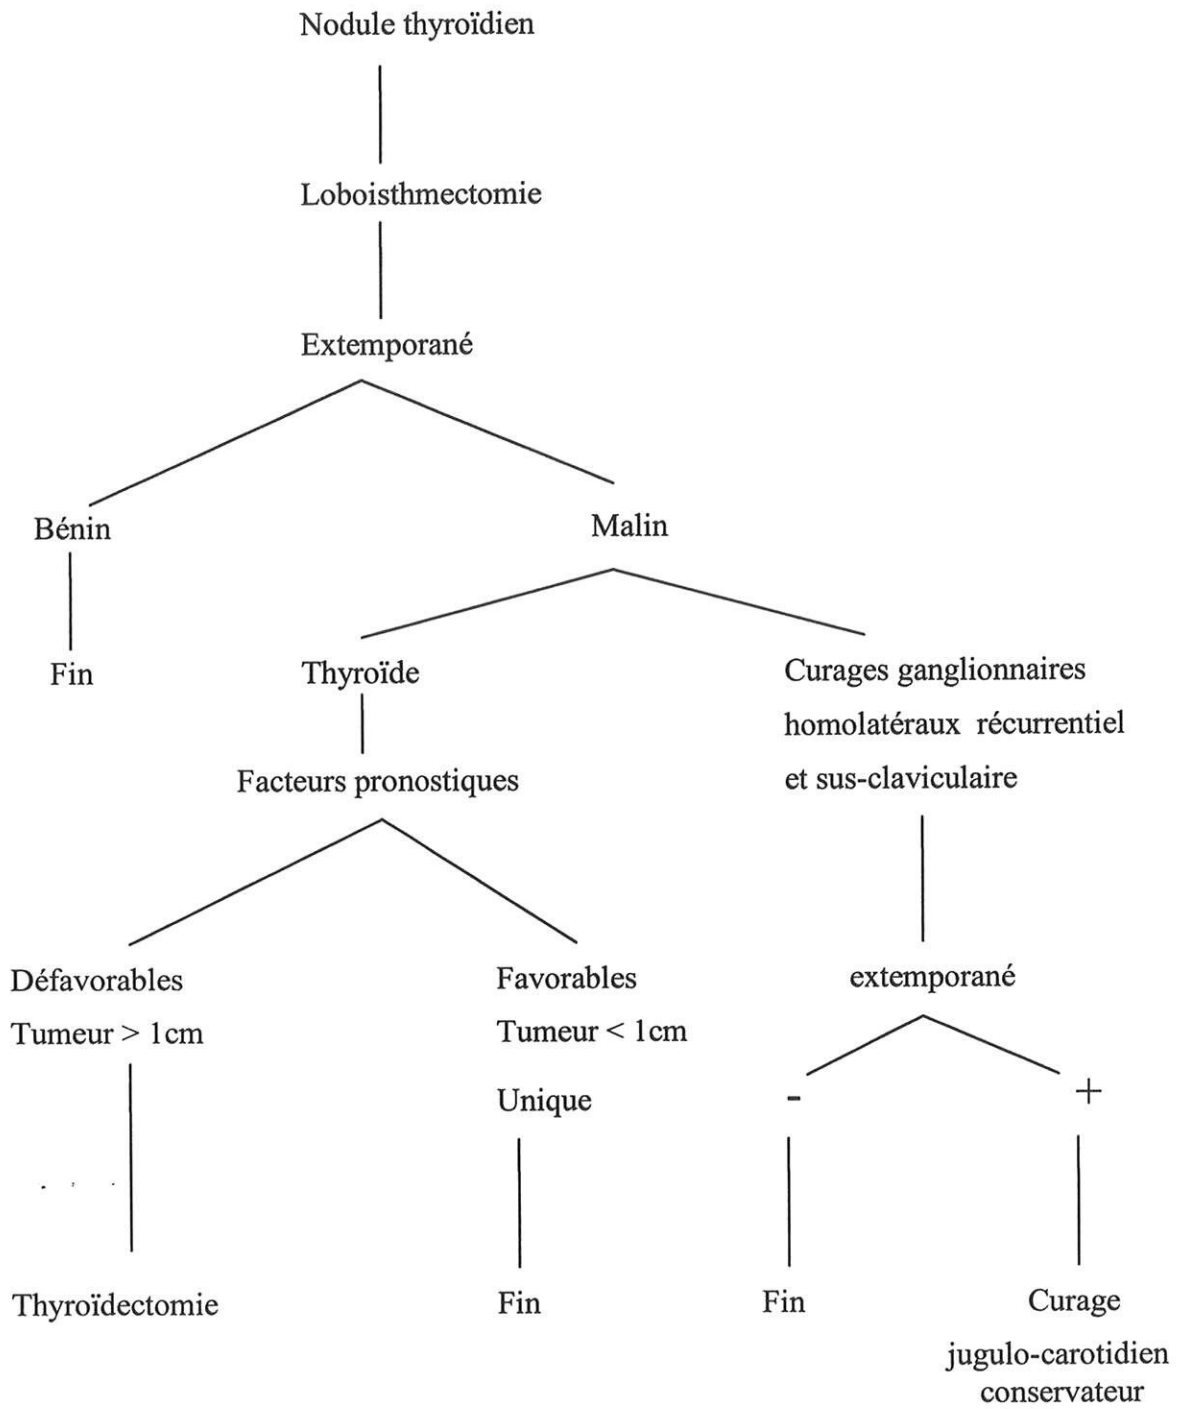 Nodule thyroïdien
Loboisthmectomie
Extemporané
Bénin
Malin
Fin
Thyroïde
Curages ganglionnaires
homolatéraux récurrentiel
et sus-claviculaire
Facteurs pronostiques
Défavorables
Tumeur > 1cm
Favorables
Tumeur < 1cm
Unique
extemporané
-
+
Thyroïdectomie
Fin
Fin
Curage
jugulo-carotidien
conservateur